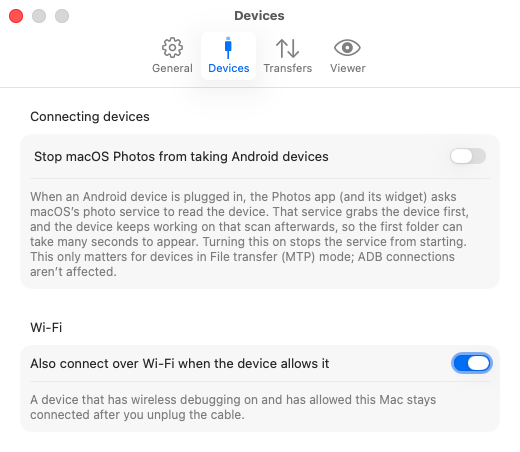 Devices
General
Devices
Transfers
Viewer
Connecting devices
Stop macOS Photos from taking Android devices
When an Android device is plugged in, the Photos app (and its widget) asks
macOS’s photo service to read the device. That service grabs the device first,
and the device keeps working on that scan afterwards, so the first folder can
take many seconds to appear. Turning this on stops the service from starting.
This only matters for devices in File transfer (MTP) mode; ADB connections
aren’t affected.
Wi-Fi
Also connect over Wi-Fi when the device allows it
A device that has wireless debugging on and has allowed this Mac stays
connected after you unplug the cable.